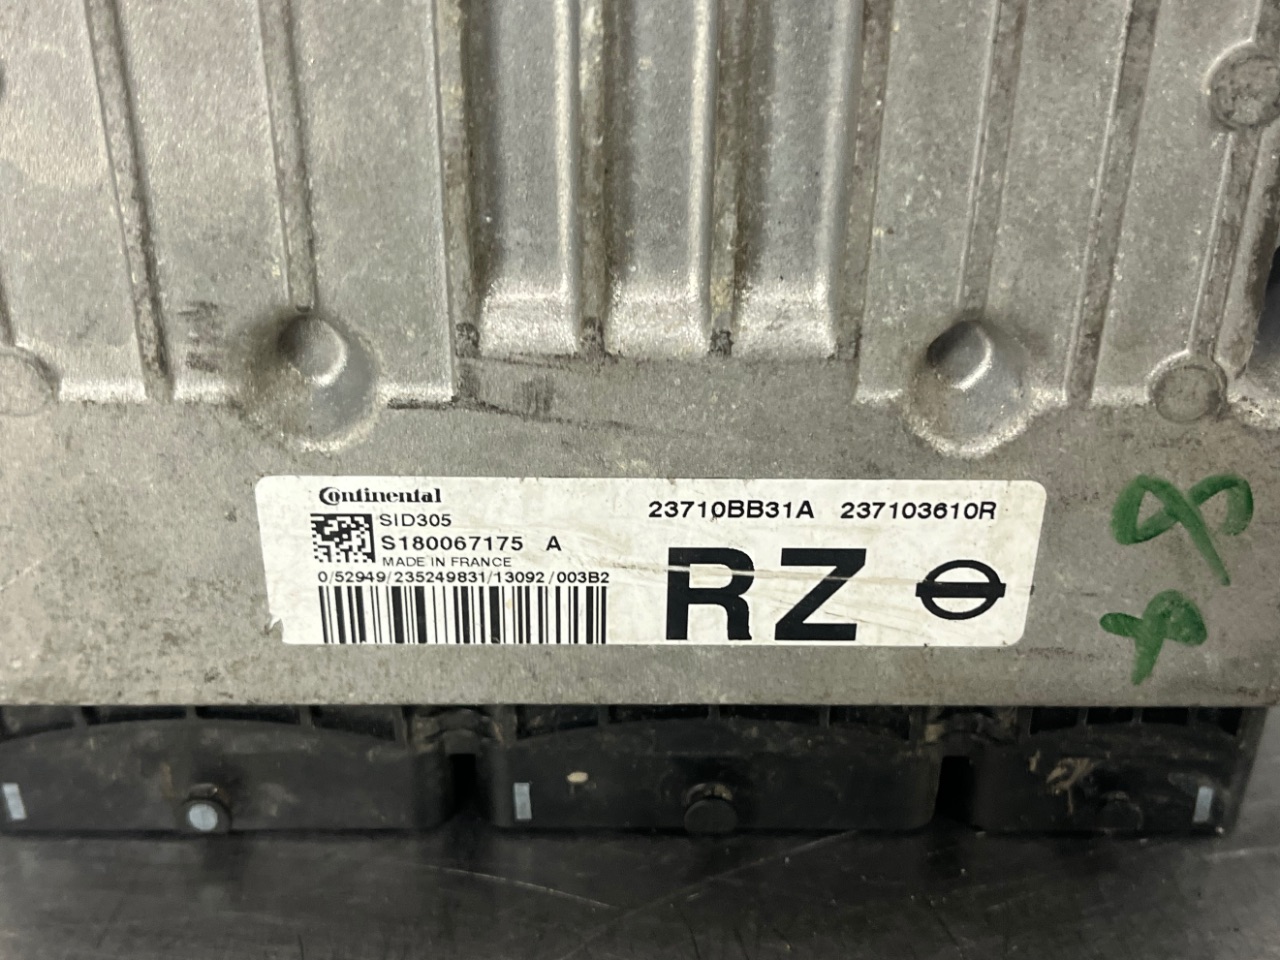 Continental
SID305
S180067175 A
MADE IN FRANCE
0/52949/235249831/13092/003B2
23710BB31A 237103610R
RZ